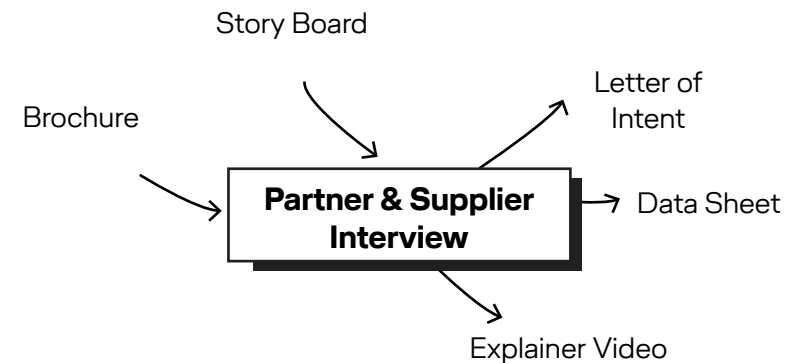 Story Board
Letter of
Intent
Brochure
Partner & Supplier
Interview
Data Sheet
Explainer Video